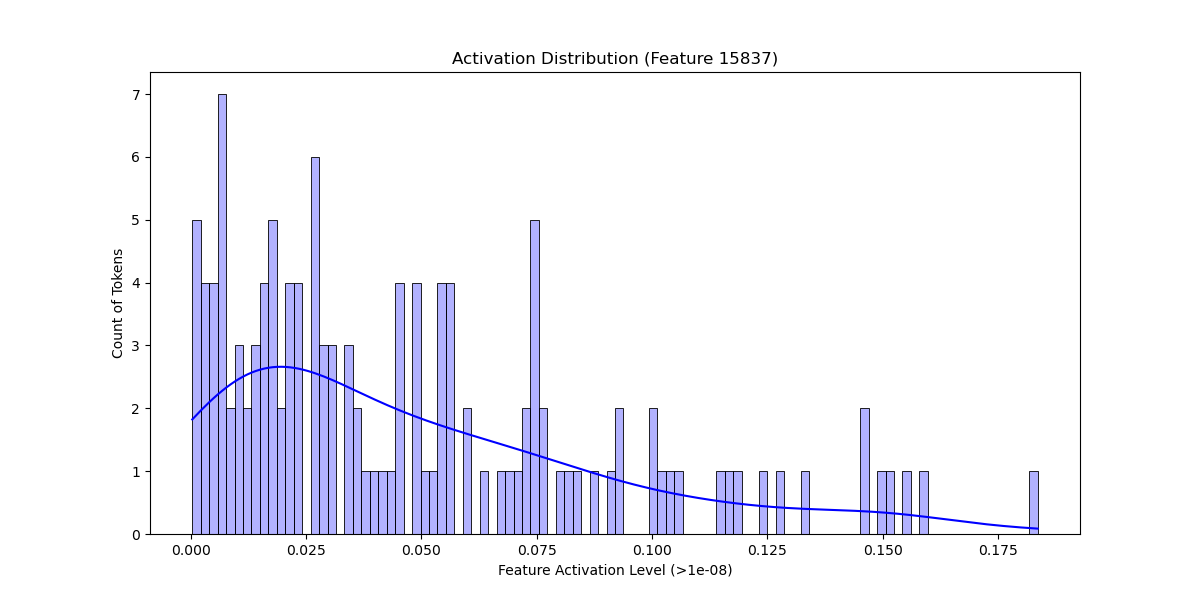 Activation Distribution (Feature 15837)
Count of Tokens
7
6
5
4
3
2
1
0
0.000 0.025 0.050 0.075 0.100 0.125 0.150 0.175
Feature Activation Level (>1e-08)